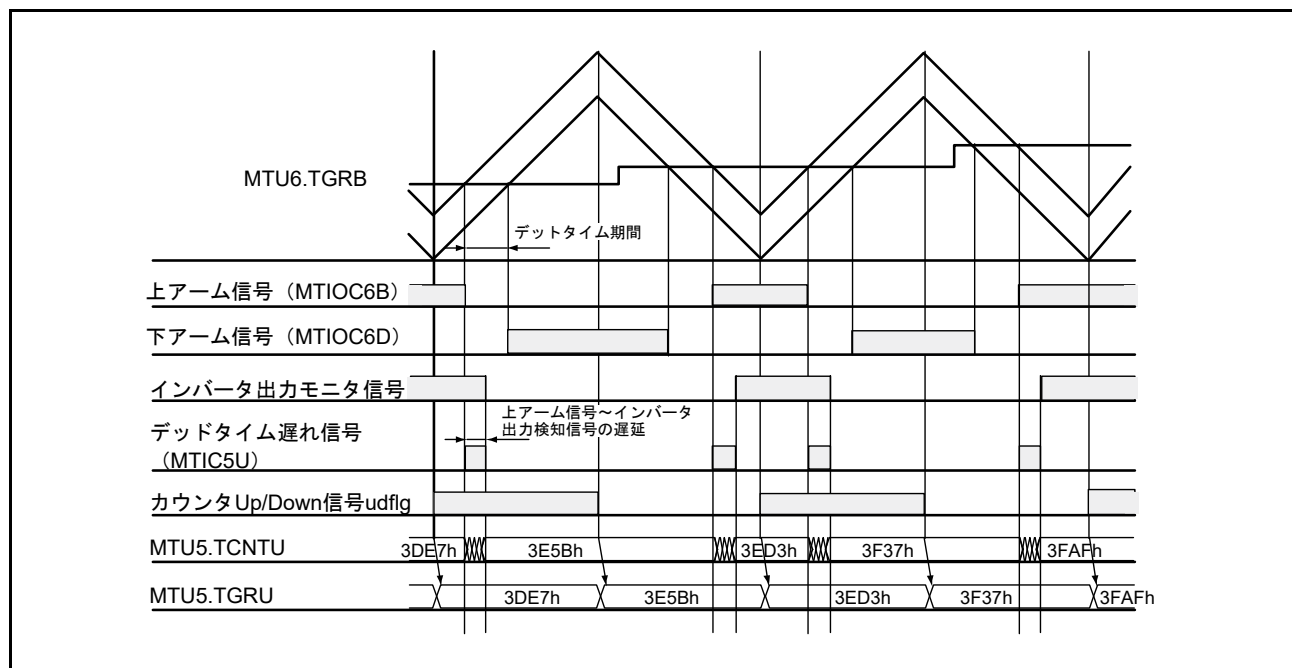 MTU6.TGRB
デットタイム期間
上アーム信号（MTIOC6B）
下アーム信号（MTIOC6D）
インバータ出力モニタ信号
上アーム信号～インバータ
出力検知信号の遅延
デッドタイム遅れ信号
（MTIC5U）
カウンタUp/Down信号udflg
MTU5.TCNTU 3DE7h 3E5Bh 3ED3h 3F37h 3FAFh
MTU5.TGRU 3DE7h 3E5Bh 3ED3h 3F37h 3FAFh